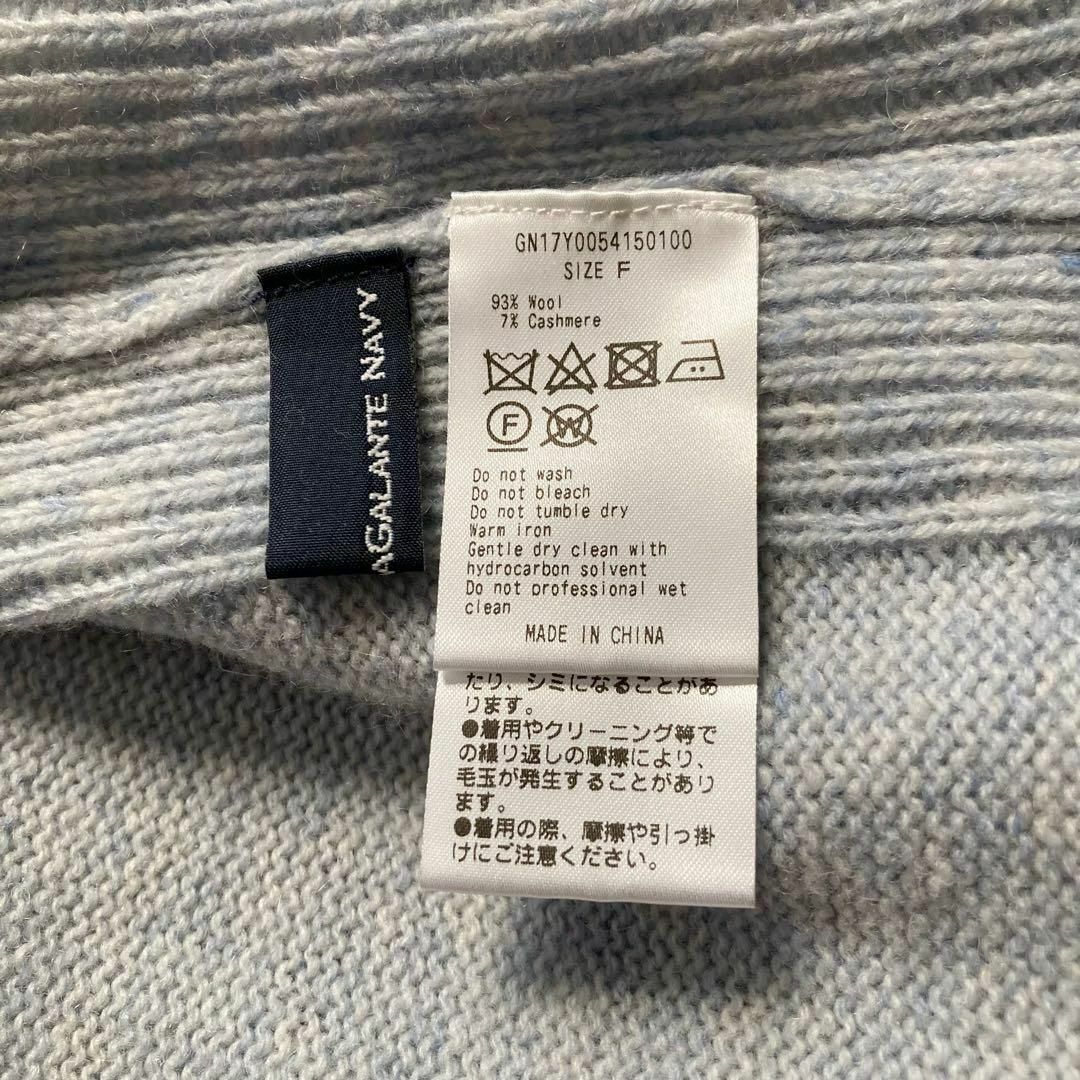 AGALANTE NAVY
GN17Y0054150100
SIZE F
93% Wool
7% Cashmere
F
W
Do not wash
Do not bleach
Do not tumble dry
Warm iron
Gentle dry clean with
hydrocarbon solvent
Do not professional wet
clean
MADE IN CHINA
たり、シミになることがあ
ります。
●着用やクリーニング等で
の繰り返しの摩擦により、
毛玉が発生することがあり
ます。
●着用の際、摩擦や引っ掛
けにご注意ください。